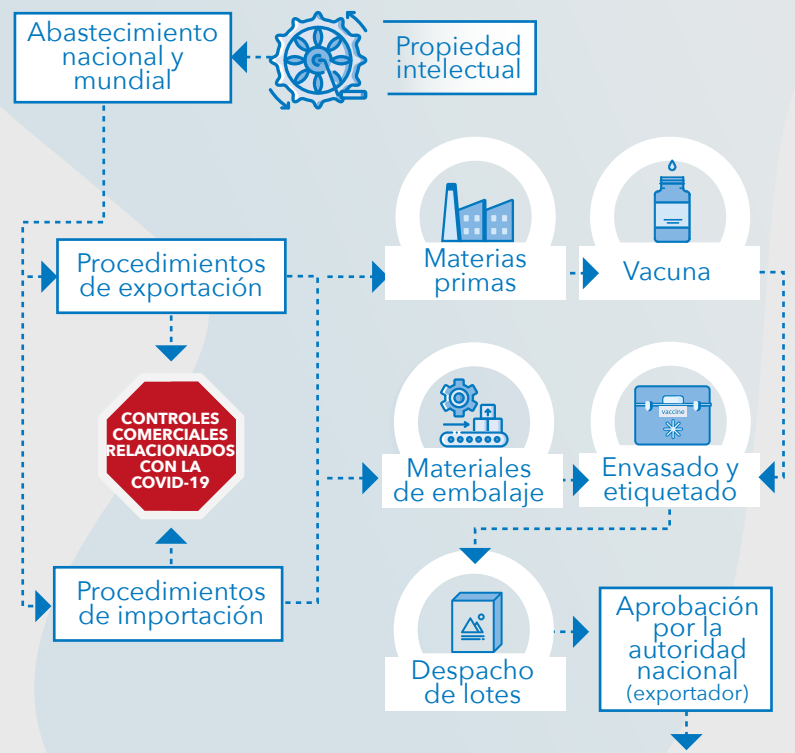 Abastecimiento
nacional y
mundial
Propiedad
intelectual
Procedimientos
de exportación
Materias
primas
Vacuna
CONTROLES
COMERCIALES
RELACIONADOS
CON LA
COVID-19
Materiales
de embalaje
vaccine
Envasado y
etiquetado
Procedimientos
de importación
Despacho
de lotes
Aprobación
por la
autoridad
nacional
(exportador)